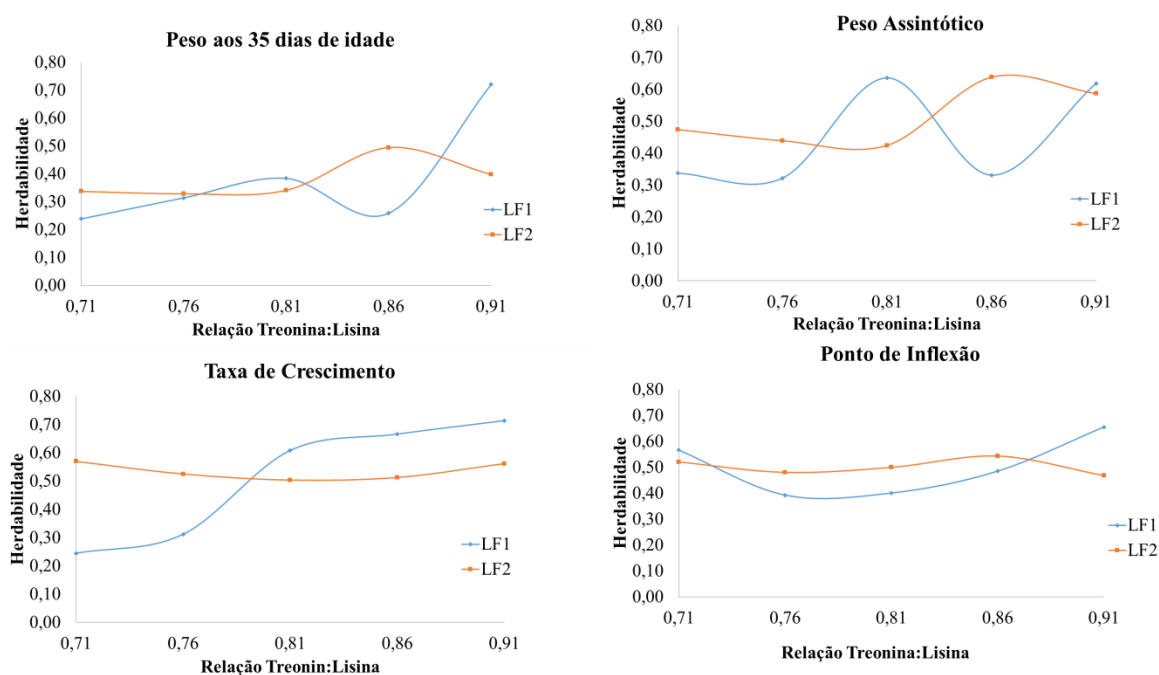 Peso aos 35 dias de idade
0,80
0,70
0,60
0,50
0,40
0,30
0,20
0,10
0,00
Herdabilidade
LF1
LF2
0,71 0,76 0,81 0,86 0,91
Relação Treonina:Lisina
Peso Assintótico
0,80
0,70
0,60
0,50
0,40
0,30
0,20
0,10
0,00
Herdabilidade
LF1
LF2
0,71 0,76 0,81 0,86 0,91
Relação Treonina:Lisina
Taxa de Crescimento
0,80
0,70
0,60
0,50
0,40
0,30
0,20
0,10
0,00
Herdabilidade
LF1
LF2
0,71 0,76 0,81 0,86 0,91
Relação Treonin:Lisina
Ponto de Inflexão
0,80
0,70
0,60
0,50
0,40
0,30
0,20
0,10
0,00
Herdabilidade
LF1
LF2
0,71 0,76 0,81 0,86 0,91
Relação Treonina:Lisina